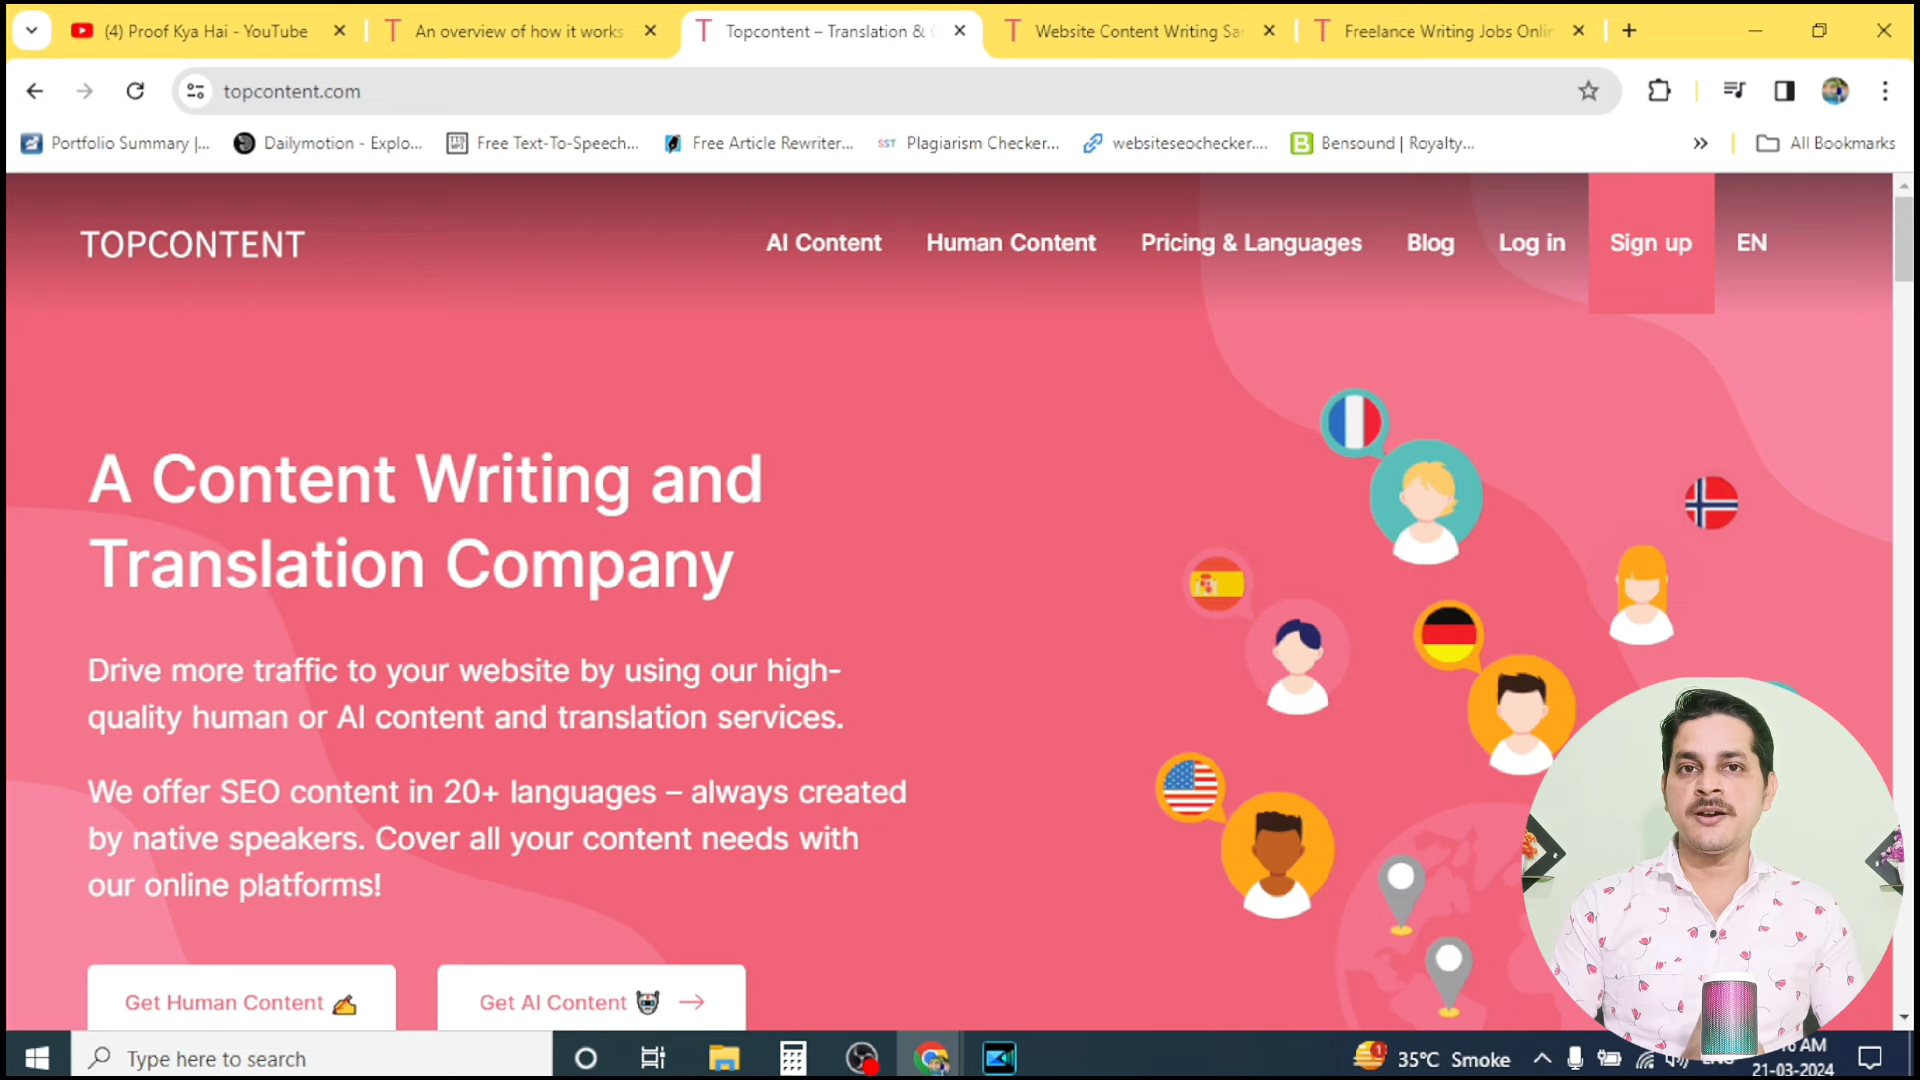 (4) Proof Kya Hai - YouTube
An overview of how it works
Topcontent – Translation &
Website Content Writing Sa
Freelance Writing Jobs Onli
topcontent.com
Portfolio Summary |...
Dailymotion - Explo...
Free Text-To-Speech...
Free Article Rewriter...
SST Plagiarism Checker...
websiteseochecker....
B Bensound | Royalty...
All Bookmarks
TOPCONTENT
AI Content
Human Content
Pricing & Languages
Blog
Log in
Sign up
EN
A Content Writing and
Translation Company
Drive more traffic to your website by using our high-
quality human or AI content and translation services.
We offer SEO content in 20+ languages – always created
by native speakers. Cover all your content needs with
our online platforms!
Get Human Content
Get AI Content
Type here to search
35°C Smoke
AM
21-03-2024